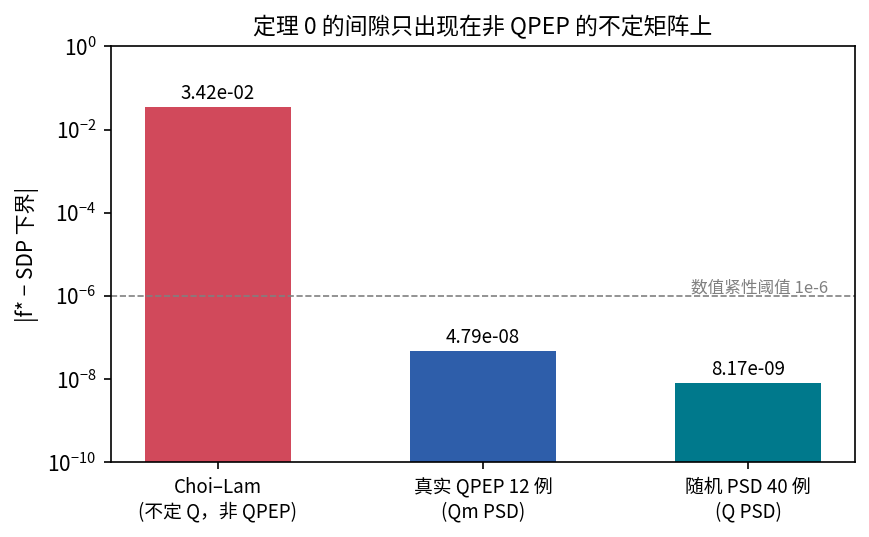 定理 0 的间隙只出现在非 QPEP 的不定矩阵上
|f* − SDP 下界|
10⁰
10⁻²
10⁻⁴
10⁻⁶
10⁻⁸
10⁻¹⁰
3.42e-02
4.79e-08
8.17e-09
数值紧性阈值 1e-6
Choi–Lam
(不定 Q，非 QPEP)
真实 QPEP 12 例
(Qm PSD)
随机 PSD 40 例
(Q PSD)